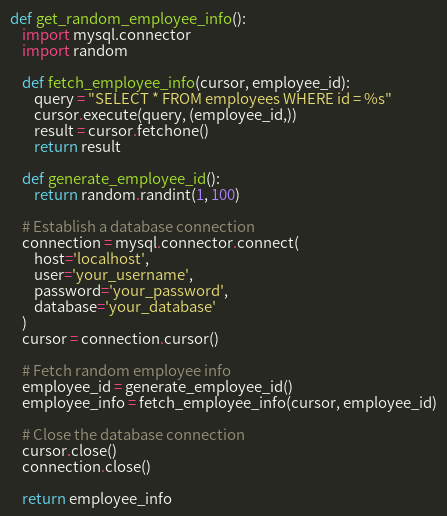 def get_random_employee_info():
    import mysql.connector
    import random

    def fetch_employee_info(cursor, employee_id):
        query = "SELECT * FROM employees WHERE id = %s"
        cursor.execute(query, (employee_id,))
        result = cursor.fetchone()
        return result

    def generate_employee_id():
        return random.randint(1, 100)

    # Establish a database connection
    connection = mysql.connector.connect(
        host='localhost',
        user='your_username',
        password='your_password',
        database='your_database'
    )
    cursor = connection.cursor()

    # Fetch random employee info
    employee_id = generate_employee_id()
    employee_info = fetch_employee_info(cursor, employee_id)

    # Close the database connection
    cursor.close()
    connection.close()

    return employee_info